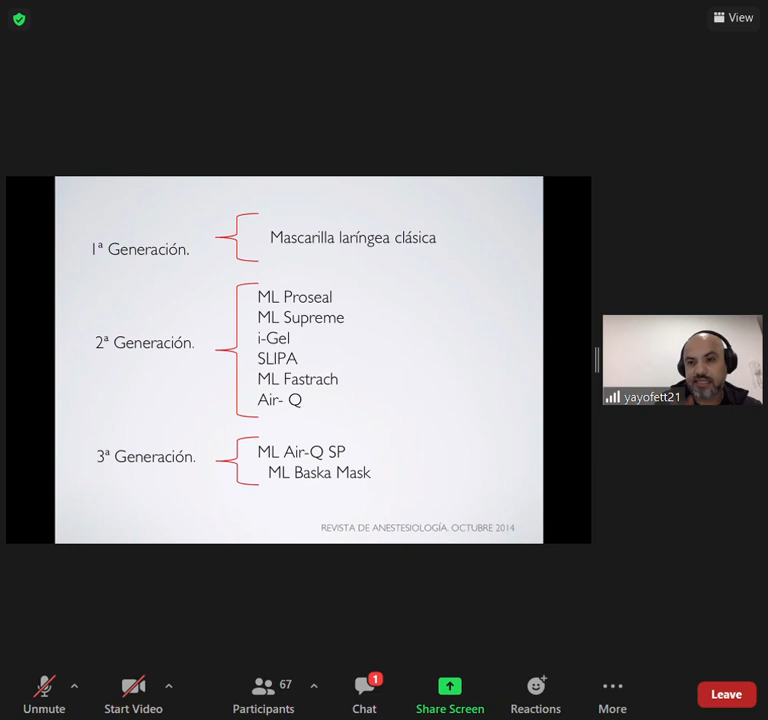 View
1ª Generación.
Mascarilla laríngea clásica
2ª Generación.
ML Proseal
ML Supreme
i-Gel
SLIPA
ML Fastrach
Air- Q
3ª Generación.
ML Air-Q SP
ML Baska Mask
REVISTA DE ANESTESIOLOGÍA. OCTUBRE 2014
yayofett21
Unmute
Start Video
67
Participants
1
Chat
Share Screen
Reactions
More
Leave